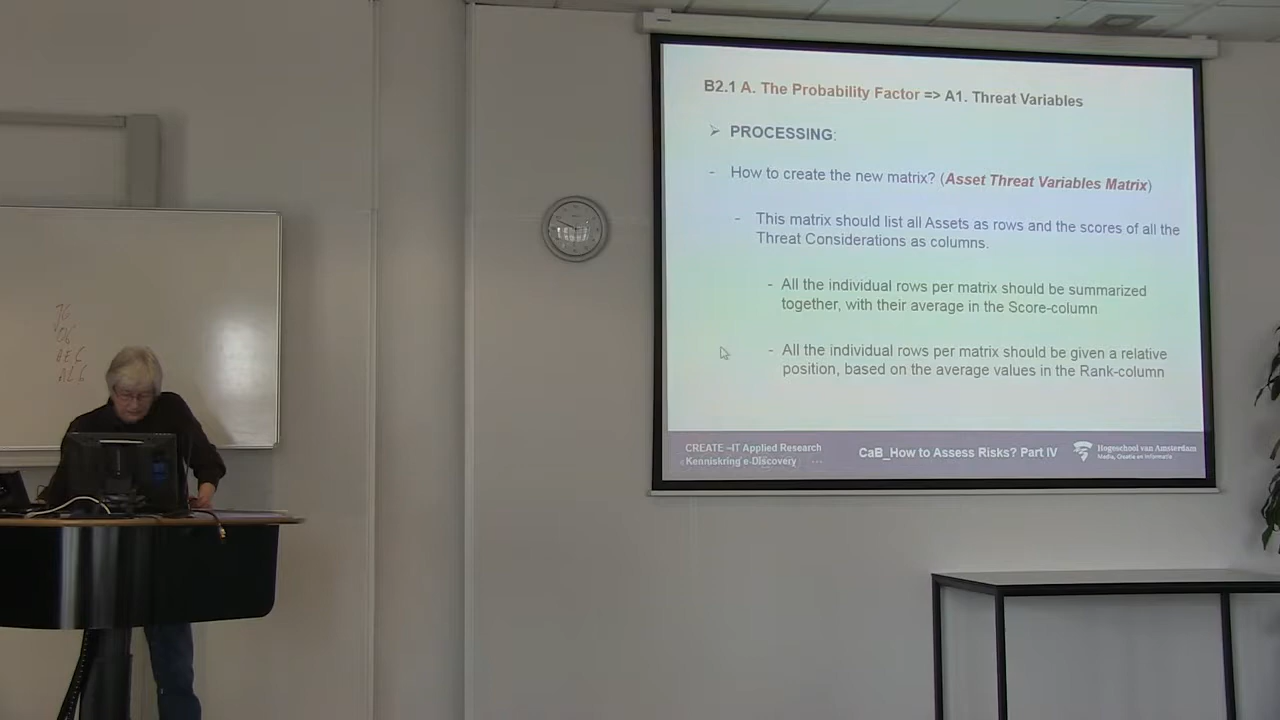 B2.1 A. The Probability Factor => A1. Threat Variables
➢ PROCESSING:
- How to create the new matrix? (Asset Threat Variables Matrix)
- This matrix should list all Assets as rows and the scores of all the
Threat Considerations as columns.
- All the individual rows per matrix should be summarized
together, with their average in the Score-column
- All the individual rows per matrix should be given a relative
position, based on the average values in the Rank-column
CREATE –IT Applied Research
Kenniskring e-Discovery
CaB_How to Assess Risks? Part IV
Hogeschool van Amsterdam
Media, Creatie en Informatie